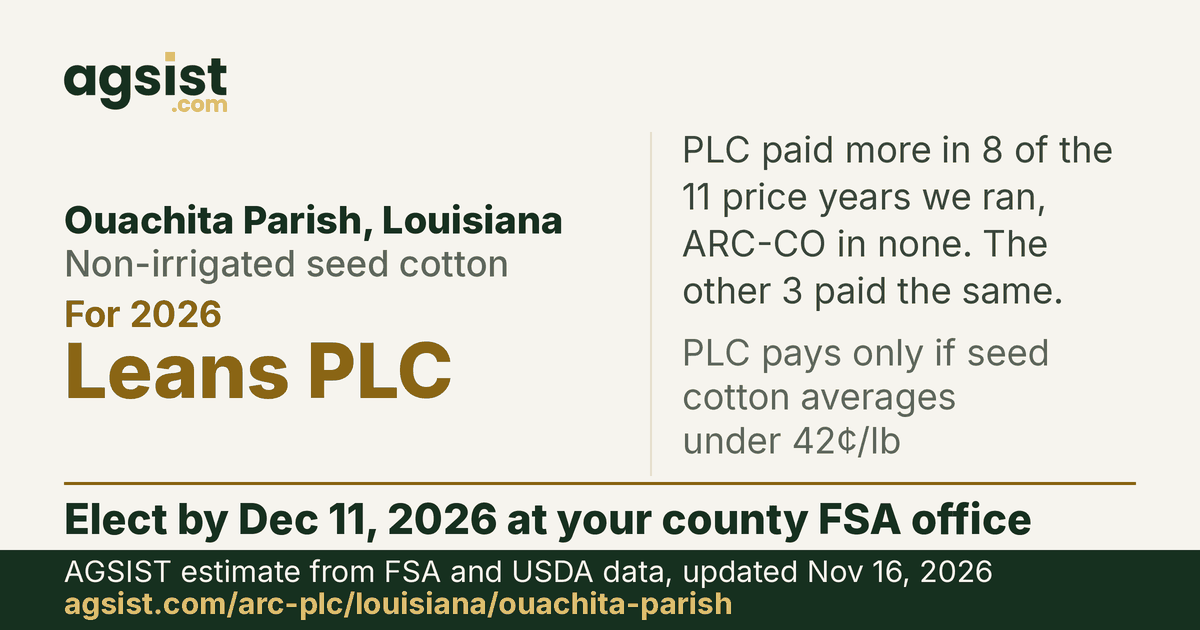 agsist
.com
Ouachita Parish, Louisiana
Non-irrigated seed cotton
For 2026
Leans PLC
PLC paid more in 8 of the
11 price years we ran,
ARC-CO in none. The
other 3 paid the same.
PLC pays only if seed
cotton averages
under 42¢/lb
Elect by Dec 11, 2026 at your county FSA office
AGSIST estimate from FSA and USDA data, updated Nov 16, 2026
agsist.com/arc-plc/louisiana/ouachita-parish